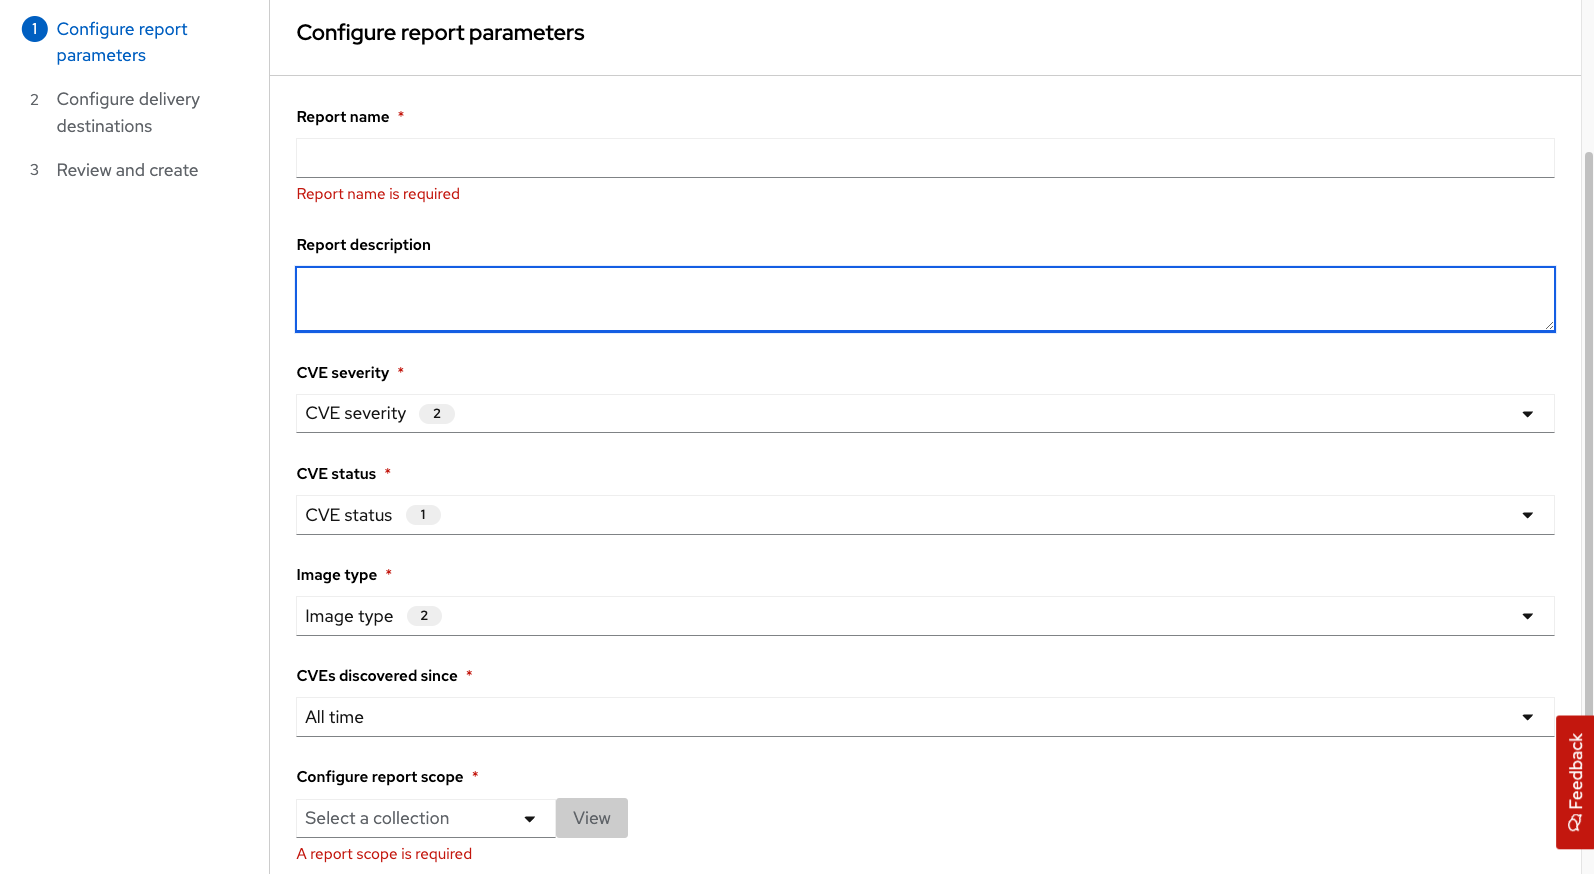 1 Configure report
parameters
2 Configure delivery
destinations
3 Review and create
Configure report parameters
Report name *
Report name is required
Report description
CVE severity *
CVE severity 2
CVE status *
CVE status 1
Image type *
Image type 2
CVEs discovered since *
All time
Configure report scope *
Select a collection View
A report scope is required
Feedback